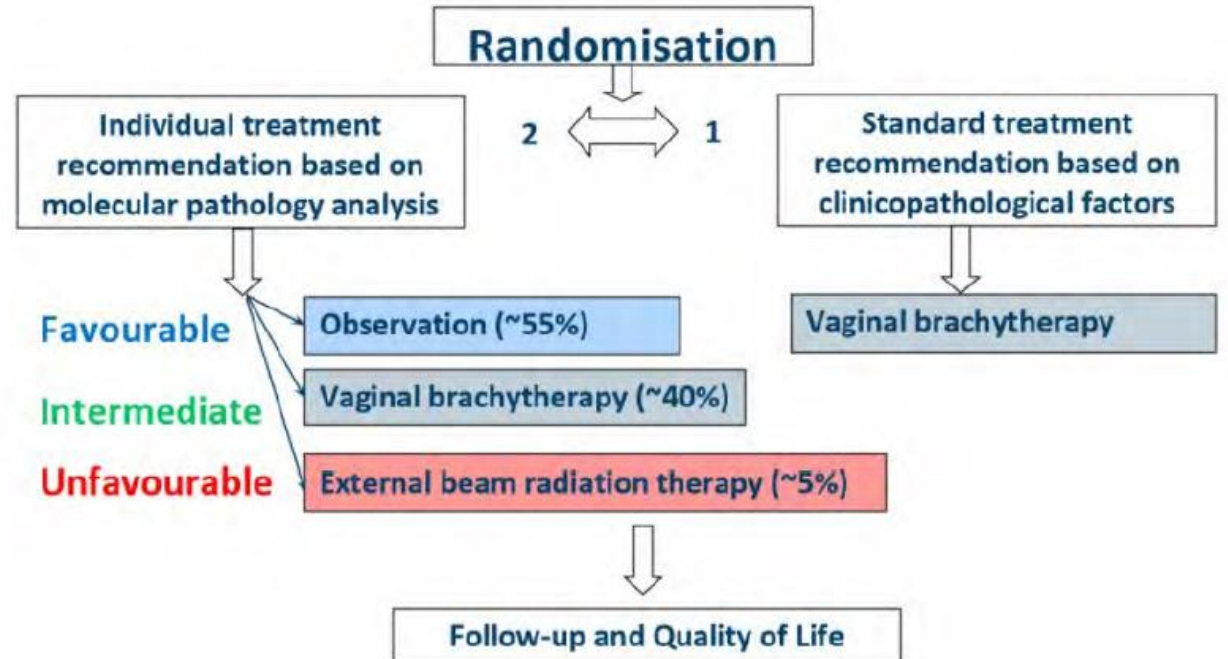 Randomisation
2
1
Individual treatment
recommendation based on
molecular pathology analysis
Standard treatment
recommendation based on
clinicopathological factors
Favourable
Observation (~55%)
Vaginal brachytherapy
Intermediate
Vaginal brachytherapy (~40%)
Unfavourable
External beam radiation therapy (~5%)
Follow-up and Quality of Life